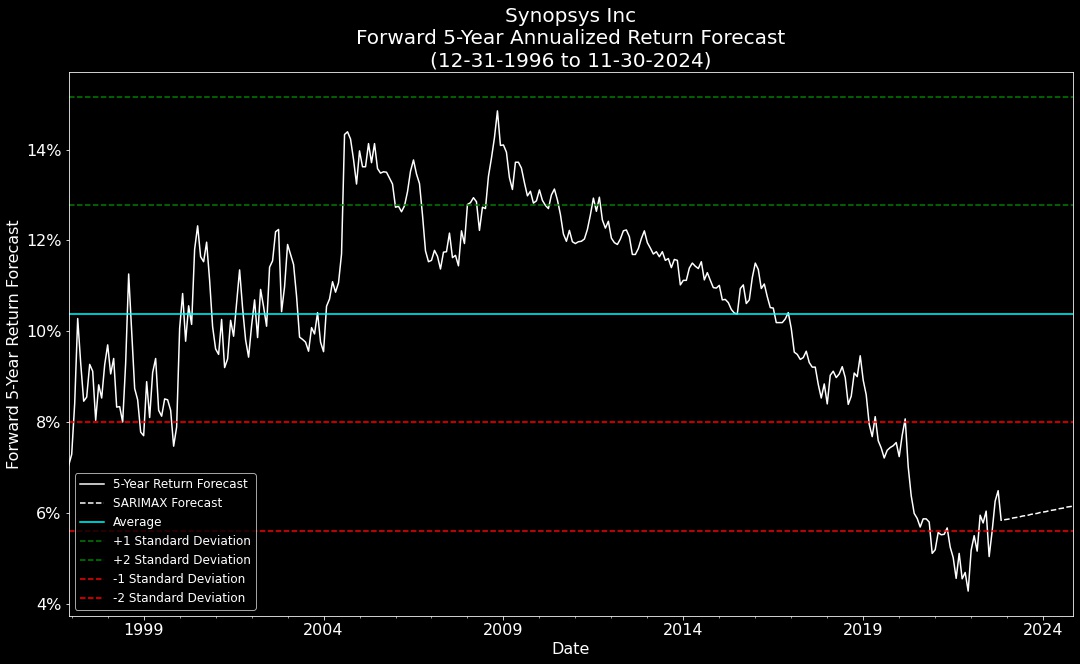 Synopsys Inc
Forward 5-Year Annualized Return Forecast
(12-31-1996 to 11-30-2024)
Forward 5-Year Return Forecast
14%
12%
10%
8%
6%
4%
5-Year Return Forecast
SARIMAX Forecast
Average
+1 Standard Deviation
+2 Standard Deviation
-1 Standard Deviation
-2 Standard Deviation
1999 2004 2009 2014 2019 2024
Date